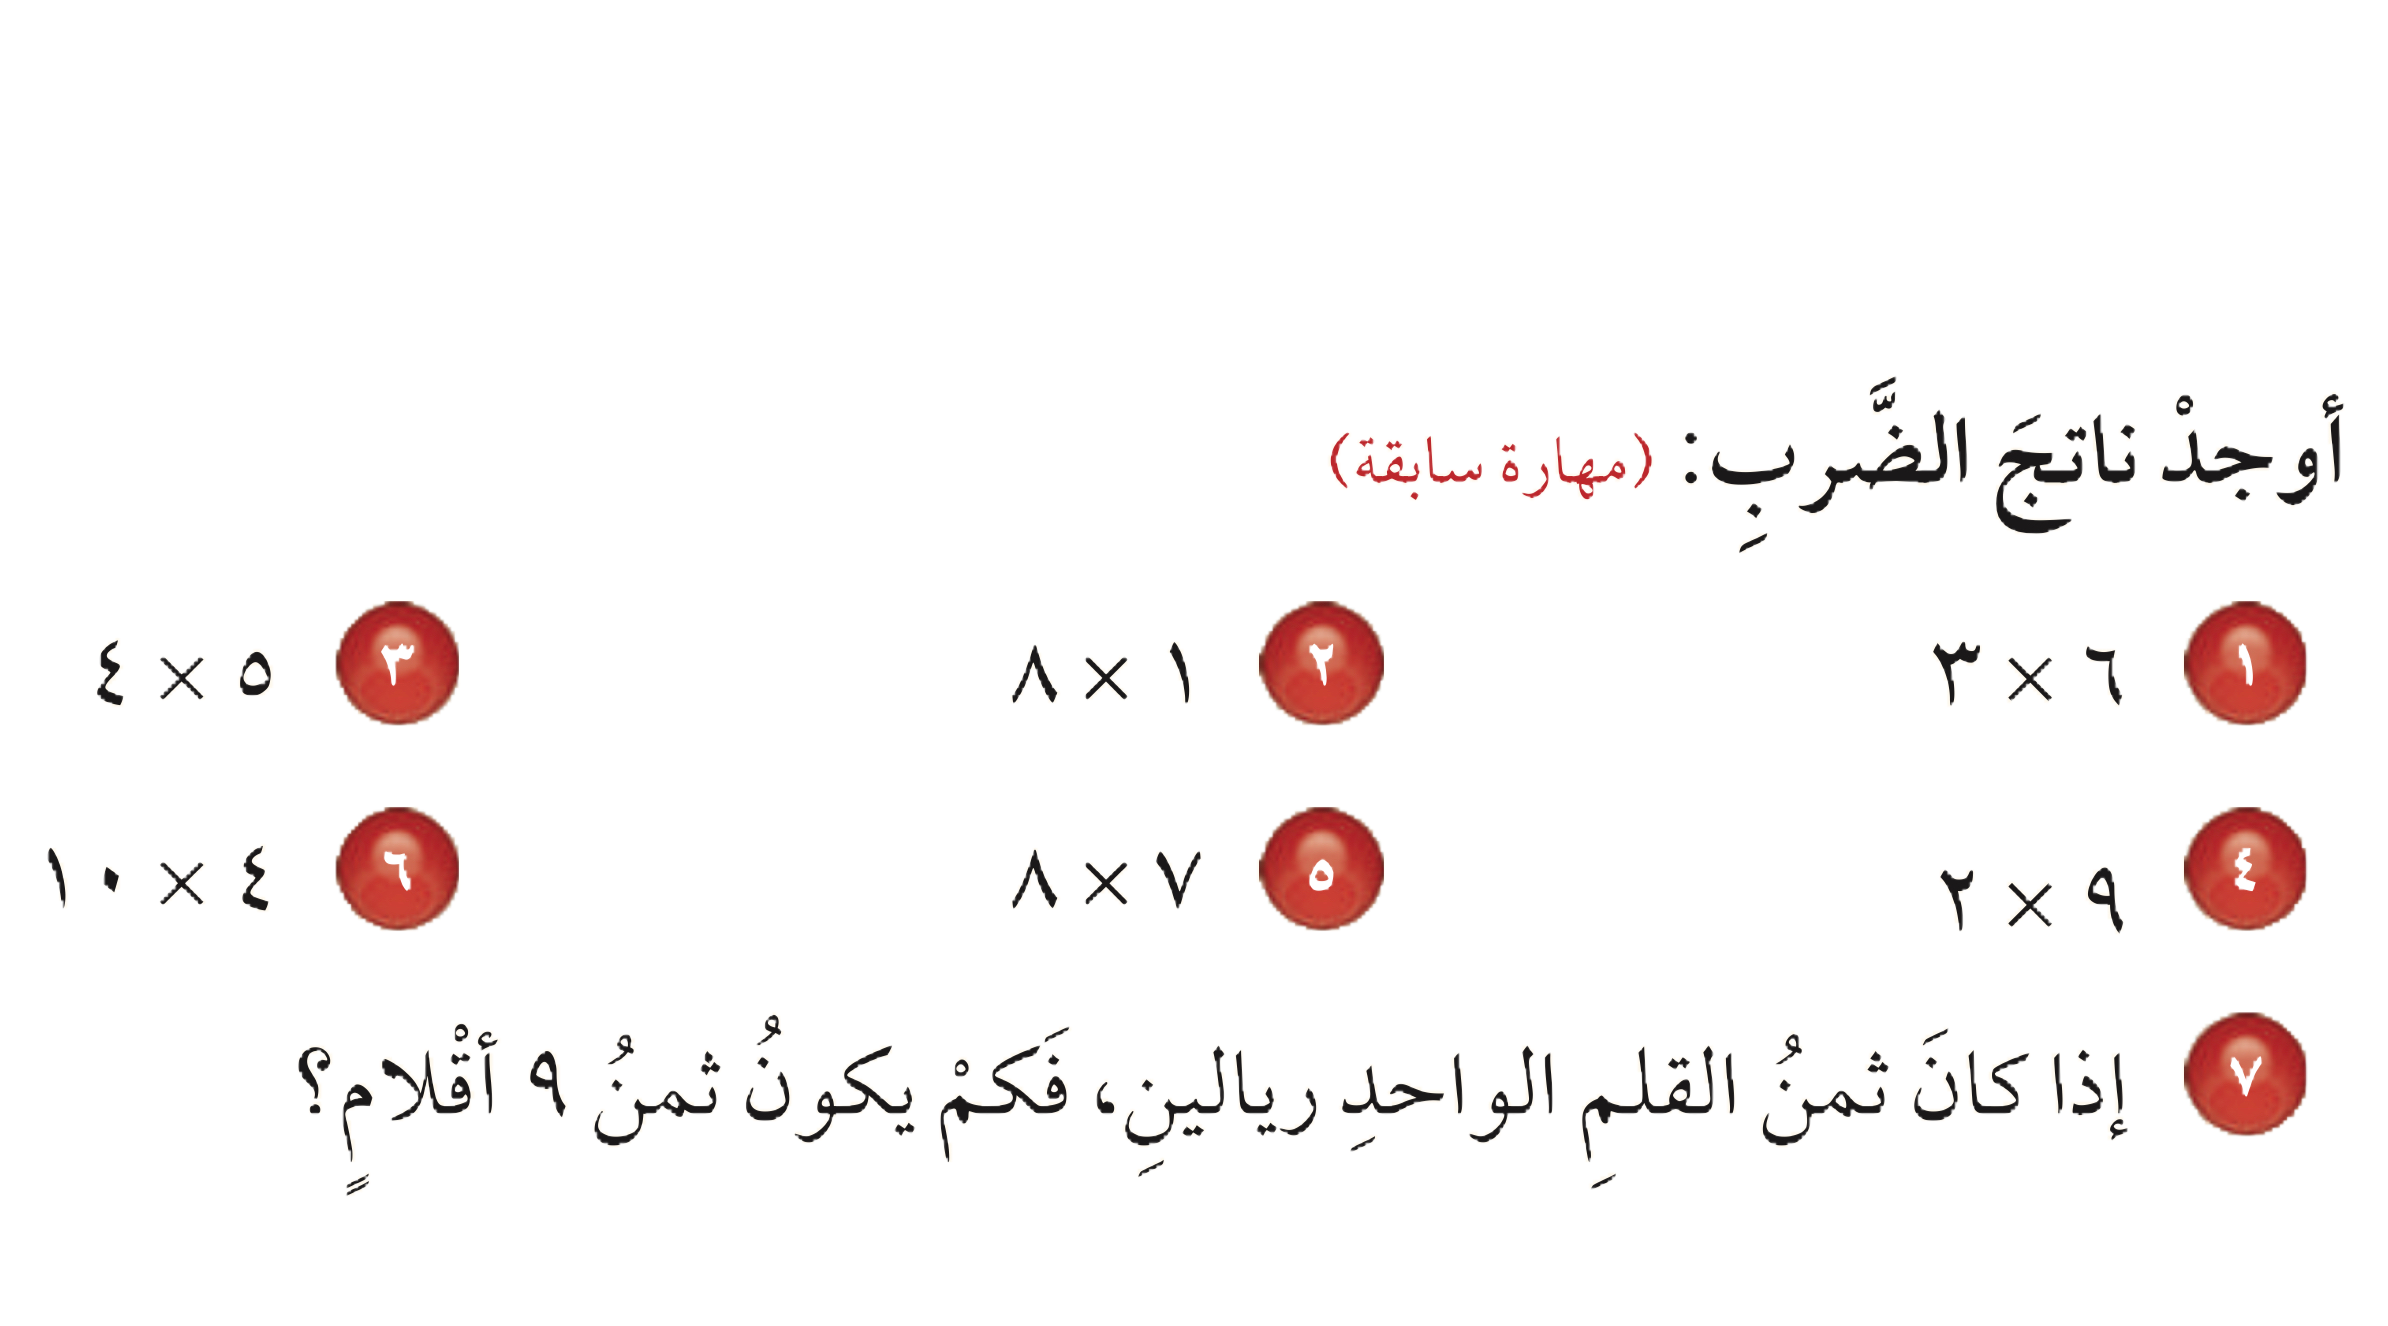 أوجدْ ناتجَ الضَّربِ: (مهارة سابقة)
١ ٦ × ٣ ٢ ١ × ٨ ٣ ٥ × ٤
٤ ٩ × ٢ ٥ ٧ × ٨ ٦ ٤ × ١٠
٧ إذا كانَ ثمنُ القلمِ الواحدِ ريالينِ، فَكمْ يكونُ ثمنُ ٩ أقْلامٍ؟